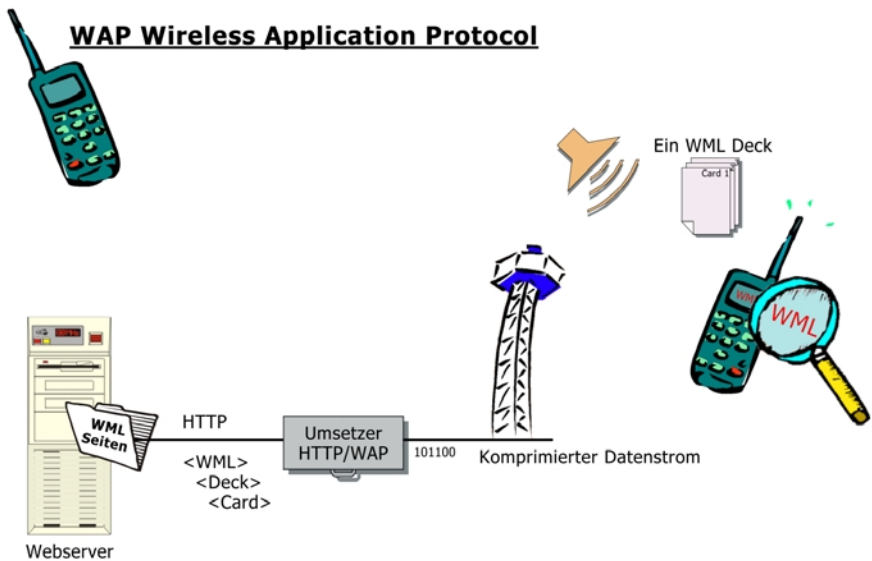 WAP Wireless Application Protocol
Ein WML Deck
Card 1
WML
WML
WML
Seiten
HTTP
<WML>
<Deck>
<Card>
Umsetzer
HTTP/WAP
101100
Komprimierter Datenstrom
Webserver